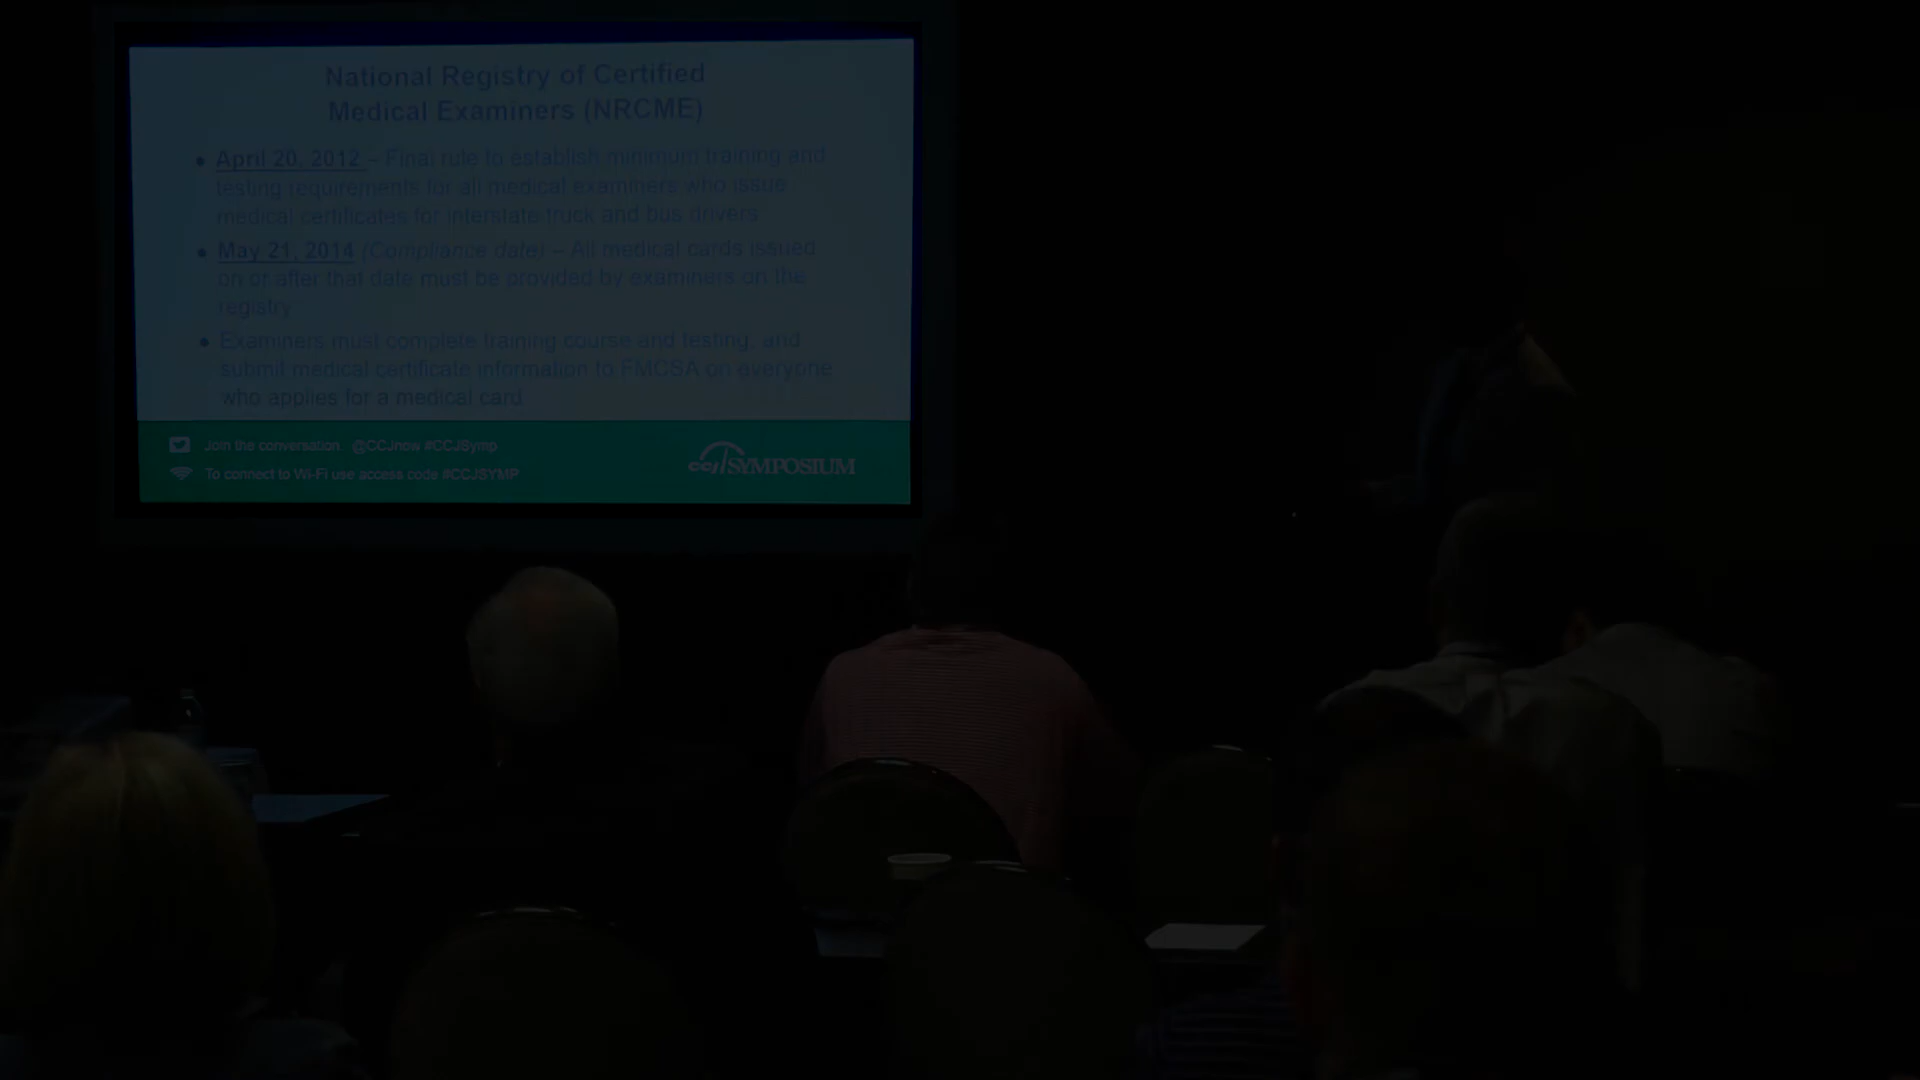 National Registry of Certified
Medical Examiners (NRCME)
• April 20, 2012 – Final rule to establish minimum training and
testing requirements for all medical examiners who issue
medical certificates for interstate truck and bus drivers
• May 21, 2014 (Compliance date) – All medical cards issued
on or after that date must be provided by examiners on the
registry
• Examiners must complete training course and testing, and
submit medical certificate information to FMCSA on everyone
who applies for a medical card
Join the conversation: @CCJnow #CCJSymp
To connect to Wi-Fi use access code #CCJSYMP
CCJ SYMPOSIUM